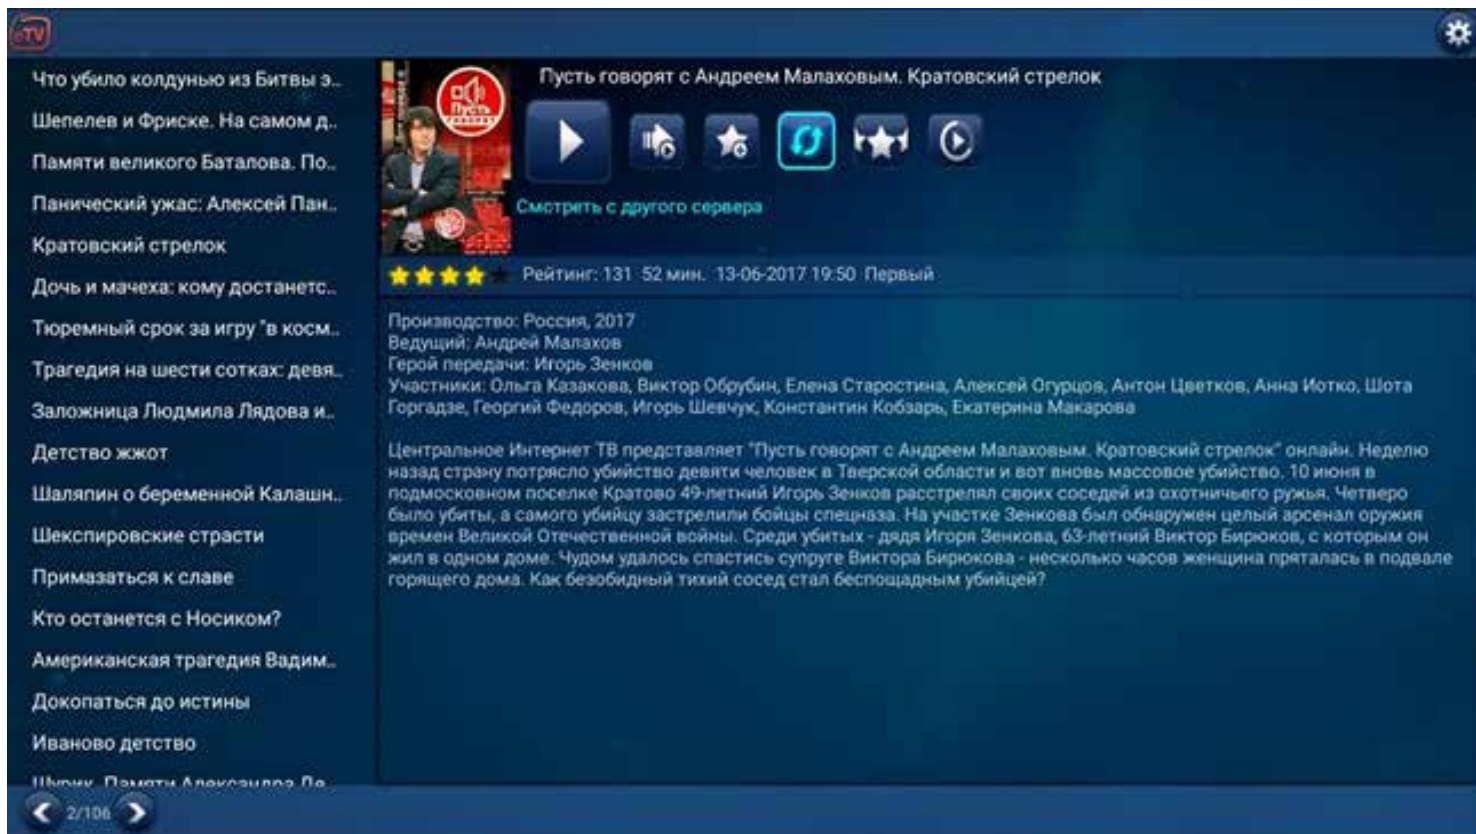 eTV
Что убило колдунью из Битвы э..
Шепелев и Фриске. На самом д..
Памяти великого Баталова. По..
Панический ужас: Алексей Пан..
Кратовский стрелок
Дочь и мачеха: кому достанетс..
Тюремный срок за игру "в косм..
Трагедия на шести сотках: девя..
Заложница Людмила Лядова и..
Детство жжот
Шаляпин о беременной Калашн..
Шекспировские страсти
Примазаться к славе
Кто останется с Носиком?
Американская трагедия Вадим..
Докопаться до истины
Иваново детство
Шурик. Памяти Александра Де
2/106
Пусть говорят с Андреем Малаховым. Кратовский стрелок
Пусть
говорят
Смотреть с другого сервера
Рейтинг: 131 52 мин. 13-06-2017 19:50 Первый
Производство: Россия, 2017
Ведущий: Андрей Малахов
Герой передачи: Игорь Зенков
Участники: Ольга Казакова, Виктор Обрубин, Елена Старостина, Алексей Огурцов, Антон Цветков, Анна Иотко, Шота
Горгадзе, Георгий Федоров, Игорь Шевчук, Константин Кобзарь, Екатерина Макарова
Центральное Интернет ТВ представляет "Пусть говорят с Андреем Малаховым. Кратовский стрелок" онлайн. Неделю
назад страну потрясло убийство девяти человек в Тверской области и вот вновь массовое убийство. 10 июня в
подмосковном поселке Кратово 49-летний Игорь Зенков расстрелял своих соседей из охотничьего ружья. Четверо
было убиты, а самого убийцу застрелили бойцы спецназа. На участке Зенкова был обнаружен целый арсенал оружия
времен Великой Отечественной войны. Среди убитых - дядя Игоря Зенкова, 63-летний Виктор Бирюков, с которым он
жил в одном доме. Чудом удалось спастись супруге Виктора Бирюкова - несколько часов женщина пряталась в подвале
горящего дома. Как безобидный тихий сосед стал беспощадным убийцей?